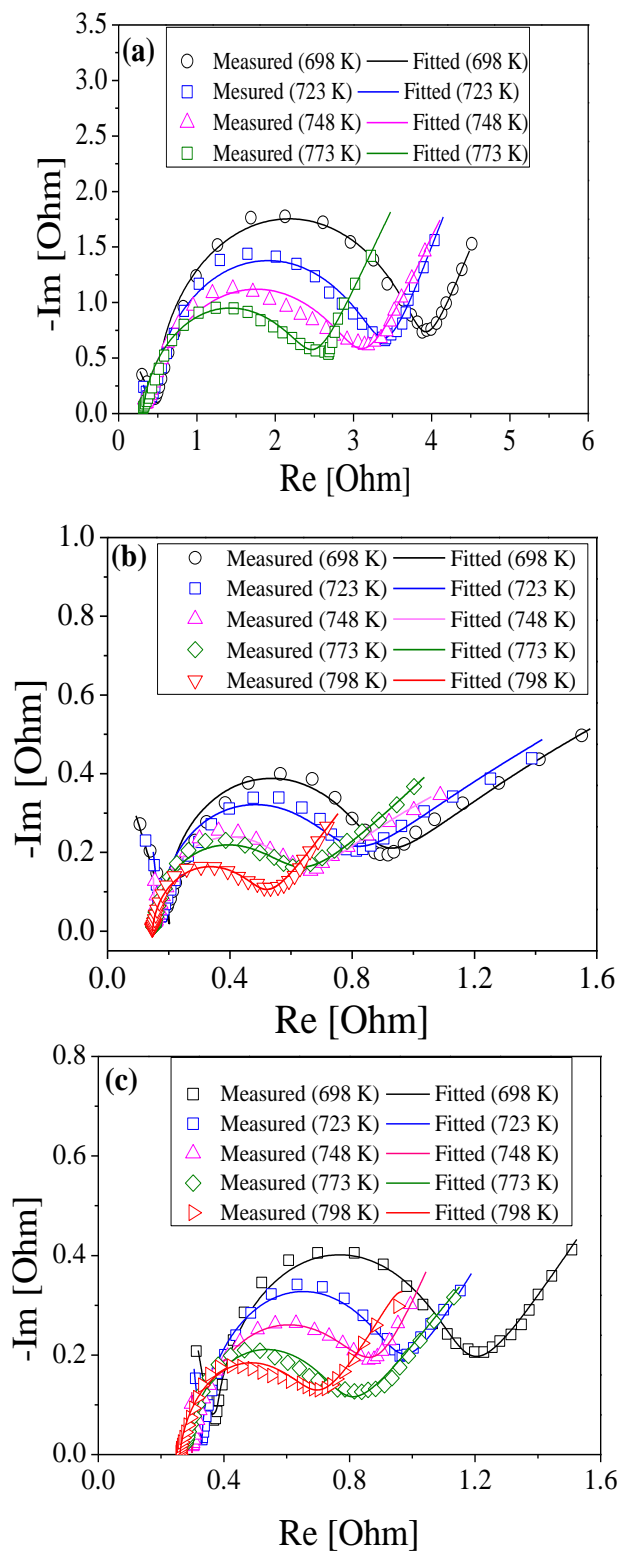 (a)
Measured (698 K) Fitted (698 K)
Mesured (723 K) Fitted (723 K)
Measured (748 K) Fitted (748 K)
Measured (773 K) Fitted (773 K)
3.5
3.0
2.5
2.0
1.5
1.0
0.5
0.0
-Im [Ohm]
0 1 2 3 4 5 6
Re [Ohm]
(b)
Measured (698 K) Fitted (698 K)
Measured (723 K) Fitted (723 K)
Measured (748 K) Fitted (748 K)
Measured (773 K) Fitted (773 K)
Measured (798 K) Fitted (798 K)
1.0
0.8
0.6
0.4
0.2
0.0
-Im [Ohm]
0.0 0.4 0.8 1.2 1.6
Re [Ohm]
(c)
Measured (698 K) Fitted (698 K)
Measured (723 K) Fitted (723 K)
Measured (748 K) Fitted (748 K)
Measured (773 K) Fitted (773 K)
Measured (798 K) Fitted (798 K)
0.8
0.6
0.4
0.2
0.0
-Im [Ohm]
0.0 0.4 0.8 1.2 1.6
Re [Ohm]